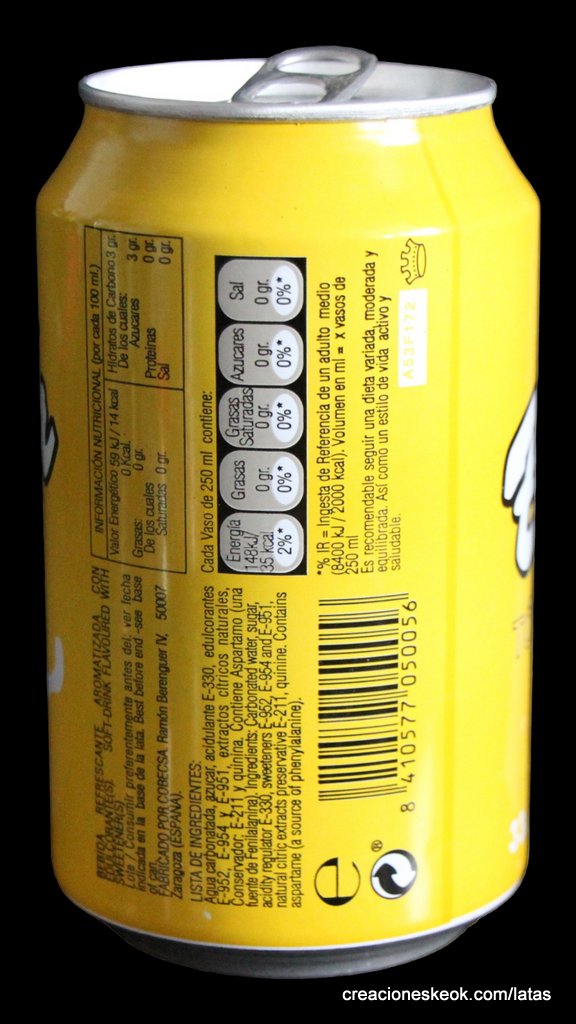 BEBIDA REFRESCANTE AROMATIZADA CON
EDULCORANTE(S). SOFT-DRINK FLAVOURED WITH
SWEETENER(S)
Lote - Consumir preferentemente antes del, ver fecha
indicada en la base de la lata. Best before end -see base
of can
FABRICADO POR COBECSA. Ramón Berenguer IV, 50007
Zaragoza (ESPAÑA).
LISTA DE INGREDIENTES:
Agua carbonatada, azúcar, acidulante E-330, edulcorantes
E-952, E-954 y E-951, extractos cítricos naturales,
Conservador: E-211 y quinina. Contiene Aspartamo (una
fuente de Fenilalanina). Ingredients: Carbonated water, sugar,
acidity regulator E-330, sweeteners E-952, E-954 and E-951,
natural citric extracts preservative E-211, quinine. Contains
aspartame (a source of phenylalanine).
INFORMACIÓN NUTRICIONAL (por cada 100 ml.)
Valor Energético 59 kJ / 14 kcal
0 Kcal.
Grasas: 0 gr.
De los cuales
Saturadas 0 gr.
Hidratos de Carbono 3 gr.
De los cuales:
Azucares 3 gr.
Proteinas 0 gr.
Sal 0 gr.
Cada Vaso de 250 ml contiene:
Energía
148kJ
35 kcal
2%*
Grasas
0 gr.
0%*
Grasas
Saturadas
0 gr.
0%*
Azucares
0 gr.
0%*
Sal
0 gr.
0%*
*% IR = Ingesta de Referencia de un adulto medio
(8400 kJ / 2000 kcal). Volumen en ml = x vasos de
250 ml
Es recomendable seguir una dieta variada, moderada y
equilibrada. Así como un estilo de vida activo y
saludable.
A53F172
8 410577 050056
e
®
33
creacioneskeok.com/latas